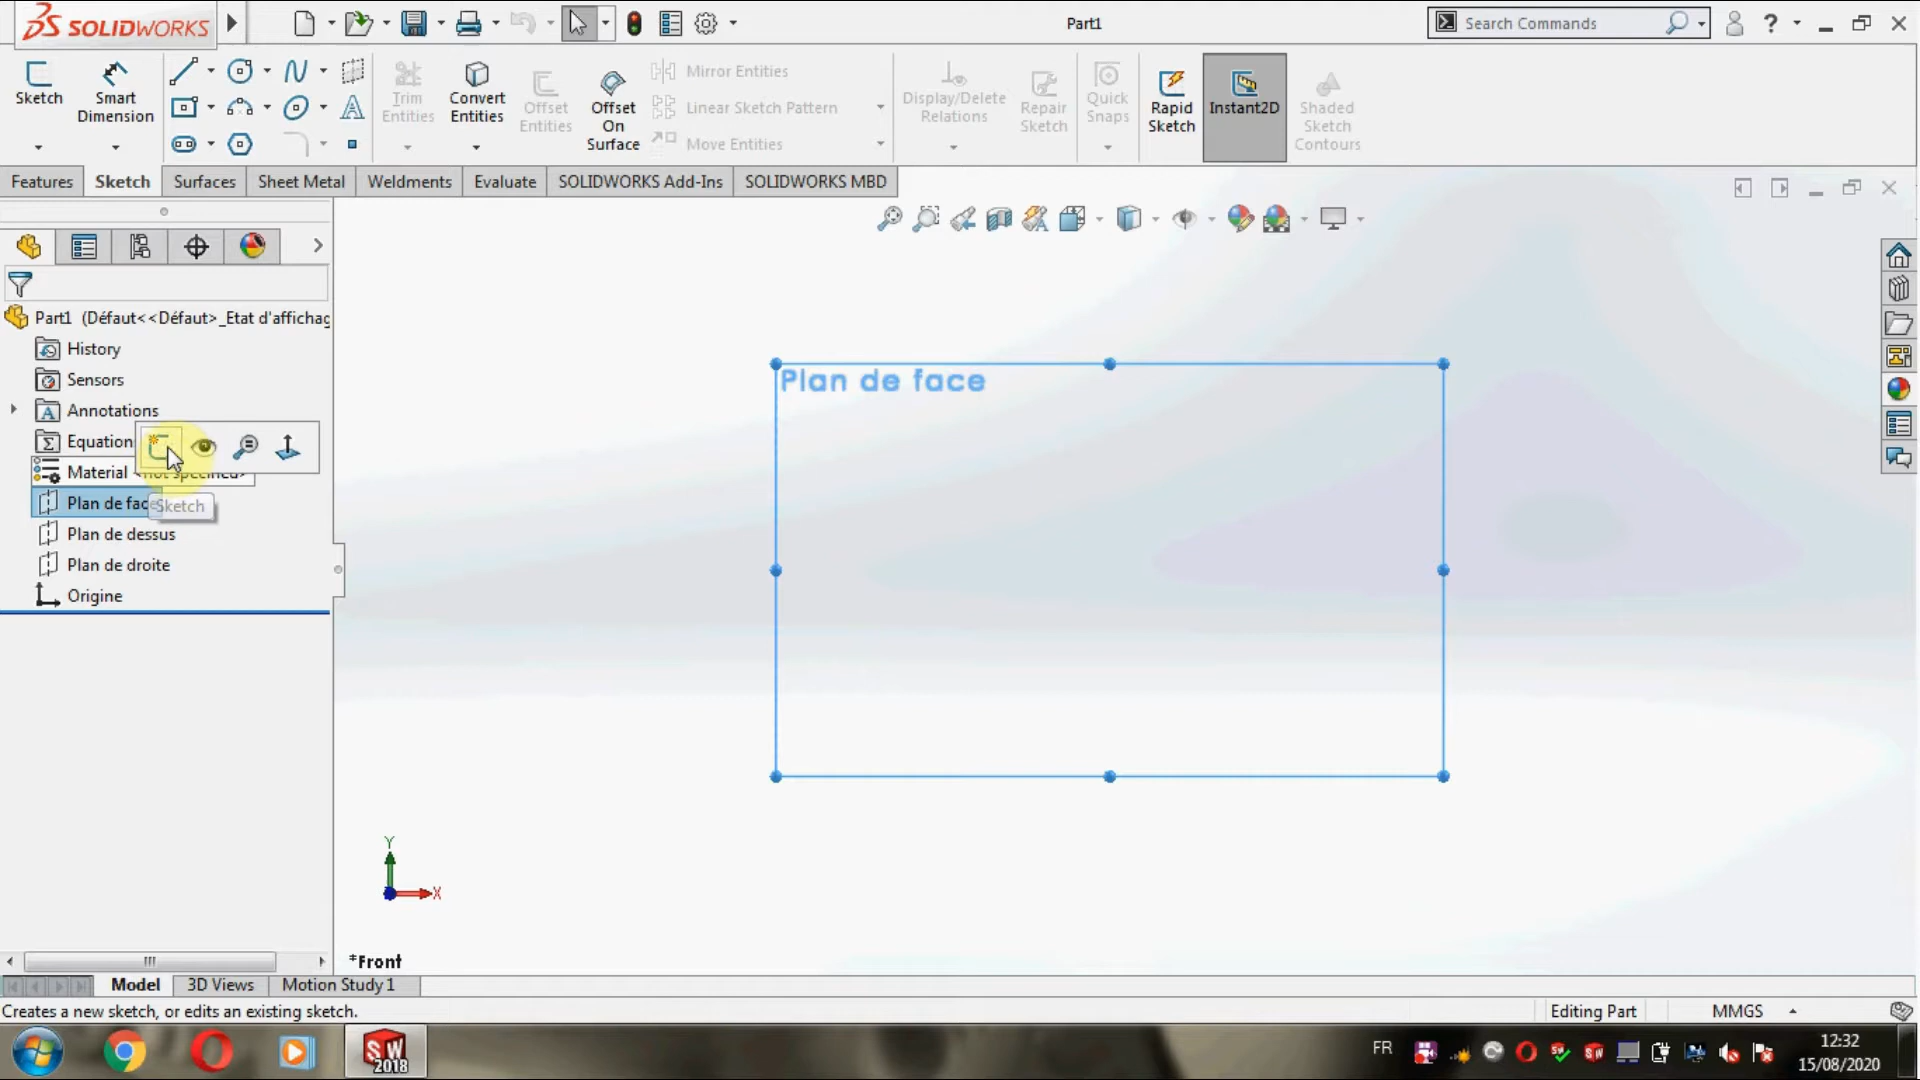 SOLIDWORKS
Part1
Search Commands
Sketch
Smart
Dimension
Trim
Entities
Convert
Entities
Offset
Entities
Offset
On
Surface
Mirror Entities
Linear Sketch Pattern
Move Entities
Display/Delete
Relations
Repair
Sketch
Quick
Snaps
Rapid
Sketch
Instant2D
Shaded
Sketch
Contours
Features
Sketch
Surfaces
Sheet Metal
Weldments
Evaluate
SOLIDWORKS Add-Ins
SOLIDWORKS MBD
Part1 (Défaut<<Défaut>_Etat d'affichag
History
Sensors
Annotations
Equation
Material <not specified>
Plan de face
Sketch
Plan de dessus
Plan de droite
Origine
Plan de face
Y
X
*Front
Model
3D Views
Motion Study 1
Creates a new sketch, or edits an existing sketch.
Editing Part
MMGS
SW
2018
FR
12:32
15/08/2020